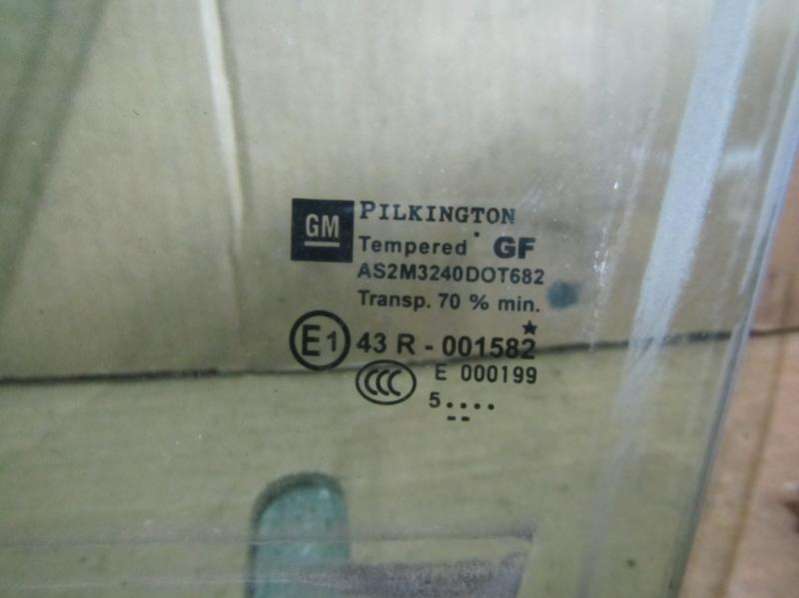 GM
PILKINGTON
Tempered GF
AS2M3240DOT682
Transp. 70 % min.
E1 43 R - 001582
CCC E 000199
5....
--